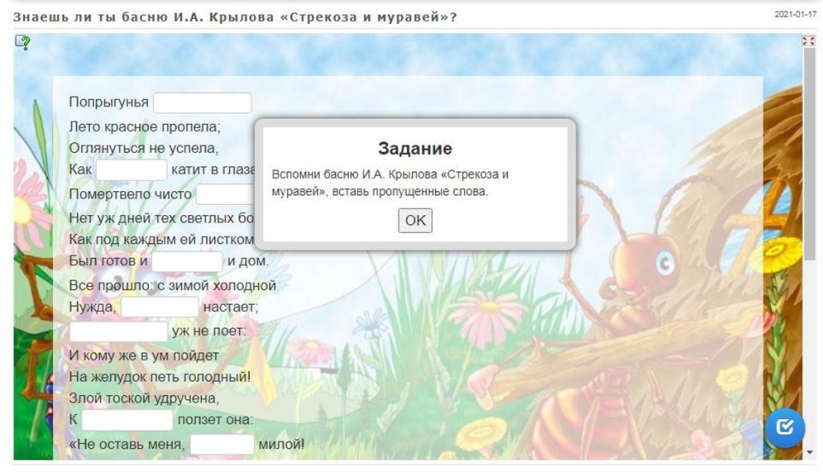 Знаешь ли ты басню И.А. Крылова «Стрекоза и муравей»?
2021-01-17
Попрыгунья
Лето красное пропела;
Оглянуться не успела,
Как катит в глаза
Помертвело чисто
Нет уж дней тех светлых бо
Как под каждым ей листком
Был готов и и дом.
Все прошло: с зимой холодной
Нужда, настает;
уж не поет:
И кому же в ум пойдет
На желудок петь голодный!
Злой тоской удручена,
К ползет она:
«Не оставь меня, милой!
Задание
Вспомни басню И.А. Крылова «Стрекоза и
муравей», вставь пропущенные слова.
OK